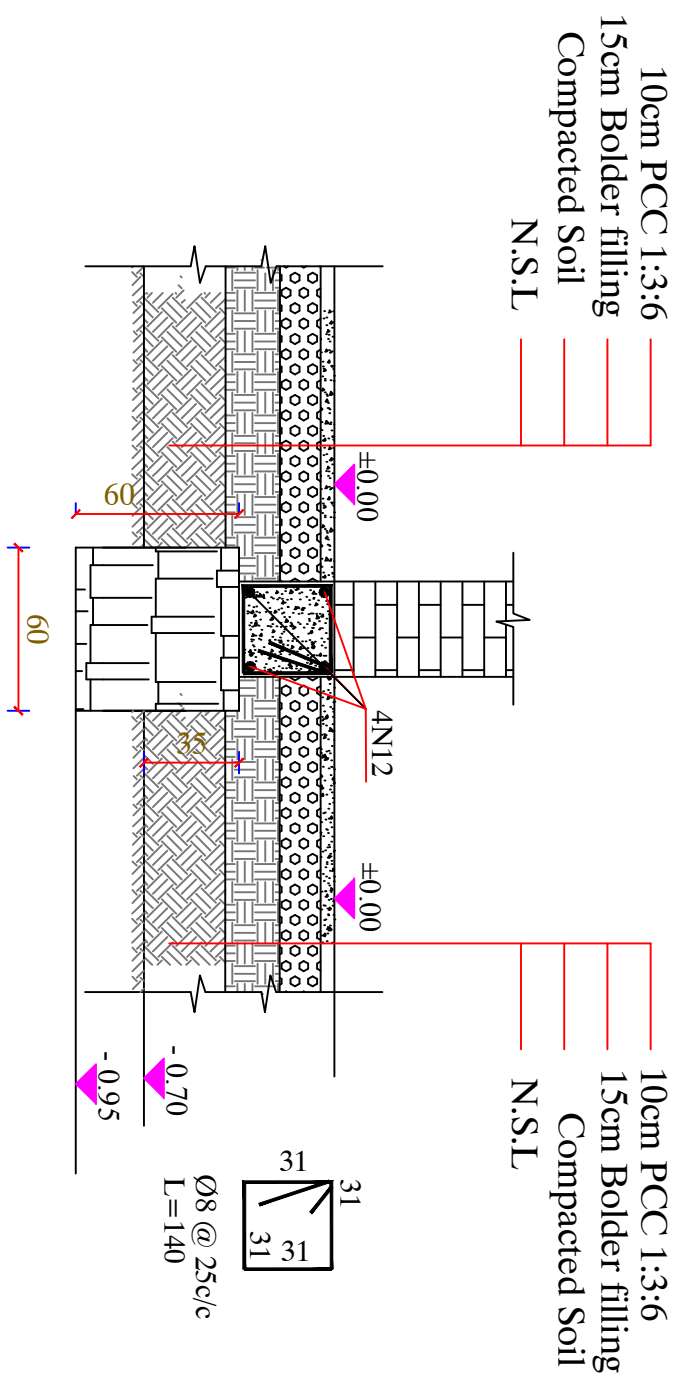 10cm PCC 1:3:6
15cm Bolder filling
Compacted Soil
N.S.L
10cm PCC 1:3:6
15cm Bolder filling
Compacted Soil
N.S.L
±0.00
±0.00
4N12
60
35
60
- 0.70
- 0.95
31
31
31
31
Ø8 @ 25c/c
L=140